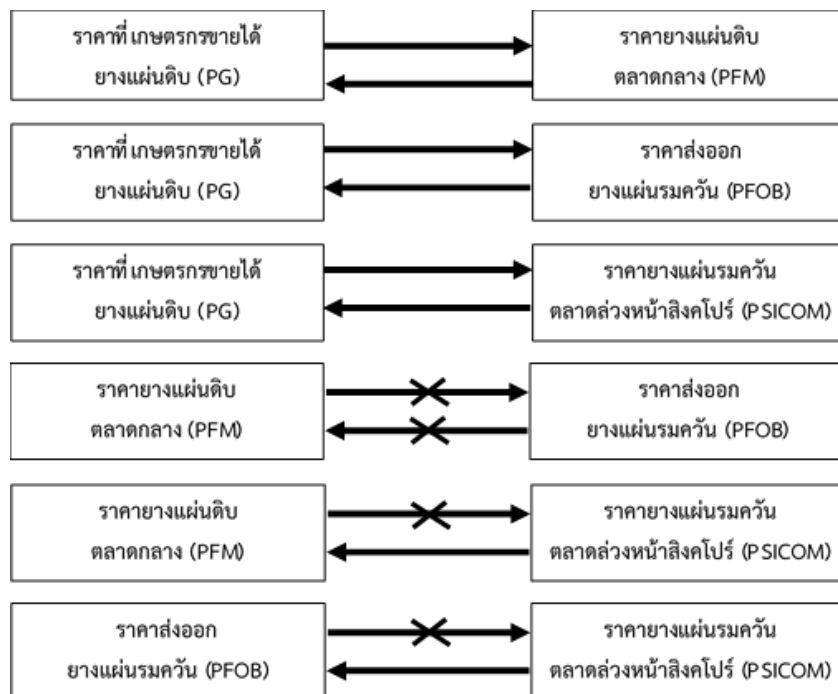 ราคาที่เกษตรกรขายได้
ยางแผ่นดิบ (PG)
ราคายางแผ่นดิบ
ตลาดกลาง (PFM)
ราคาที่เกษตรกรขายได้
ยางแผ่นดิบ (PG)
ราคาส่งออก
ยางแผ่นรมควัน (PFOB)
ราคาที่เกษตรกรขายได้
ยางแผ่นดิบ (PG)
ราคายางแผ่นรมควัน
ตลาดล่วงหน้าสิงคโปร์ (PSICOM)
ราคายางแผ่นดิบ
ตลาดกลาง (PFM)
ราคาส่งออก
ยางแผ่นรมควัน (PFOB)
ราคายางแผ่นดิบ
ตลาดกลาง (PFM)
ราคายางแผ่นรมควัน
ตลาดล่วงหน้าสิงคโปร์ (PSICOM)
ราคาส่งออก
ยางแผ่นรมควัน (PFOB)
ราคายางแผ่นรมควัน
ตลาดล่วงหน้าสิงคโปร์ (PSICOM)